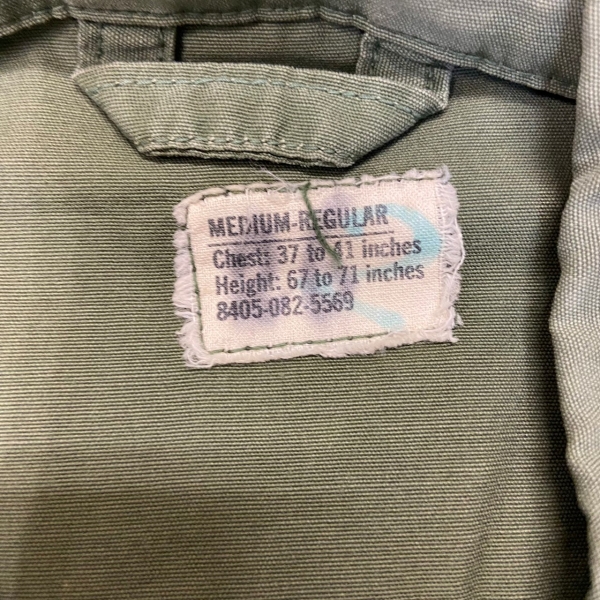 MEDIUM-REGULAR
Chest: 37 to 41 inches
Height: 67 to 71 inches
8405-082-5569